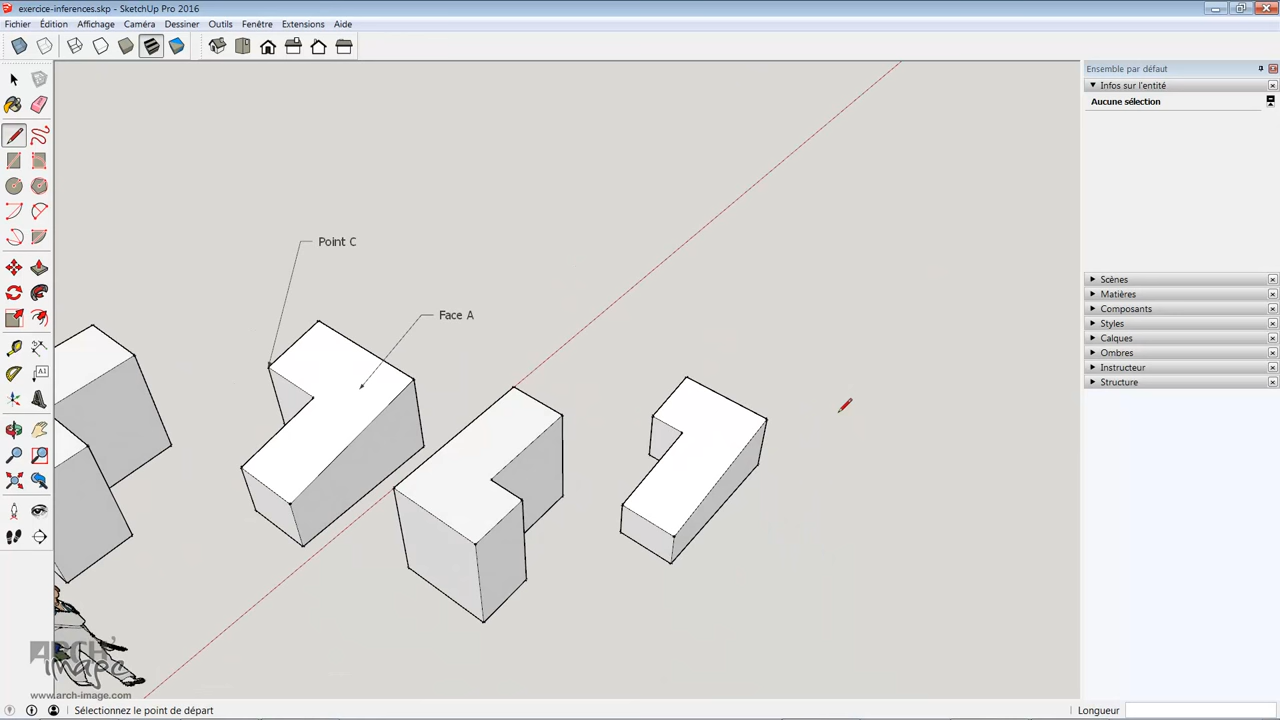 exercice-inferences.skp - SketchUp Pro 2016
Fichier Édition Affichage Caméra Dessiner Outils Fenêtre Extensions Aide
Ensemble par défaut
Infos sur l'entité
Aucune sélection
Point C
Face A
Scènes
Matières
Composants
Styles
Calques
Ombres
Instructeur
Structure
ARCH'
image
www.arch-image.com
Sélectionnez le point de départ
Longueur